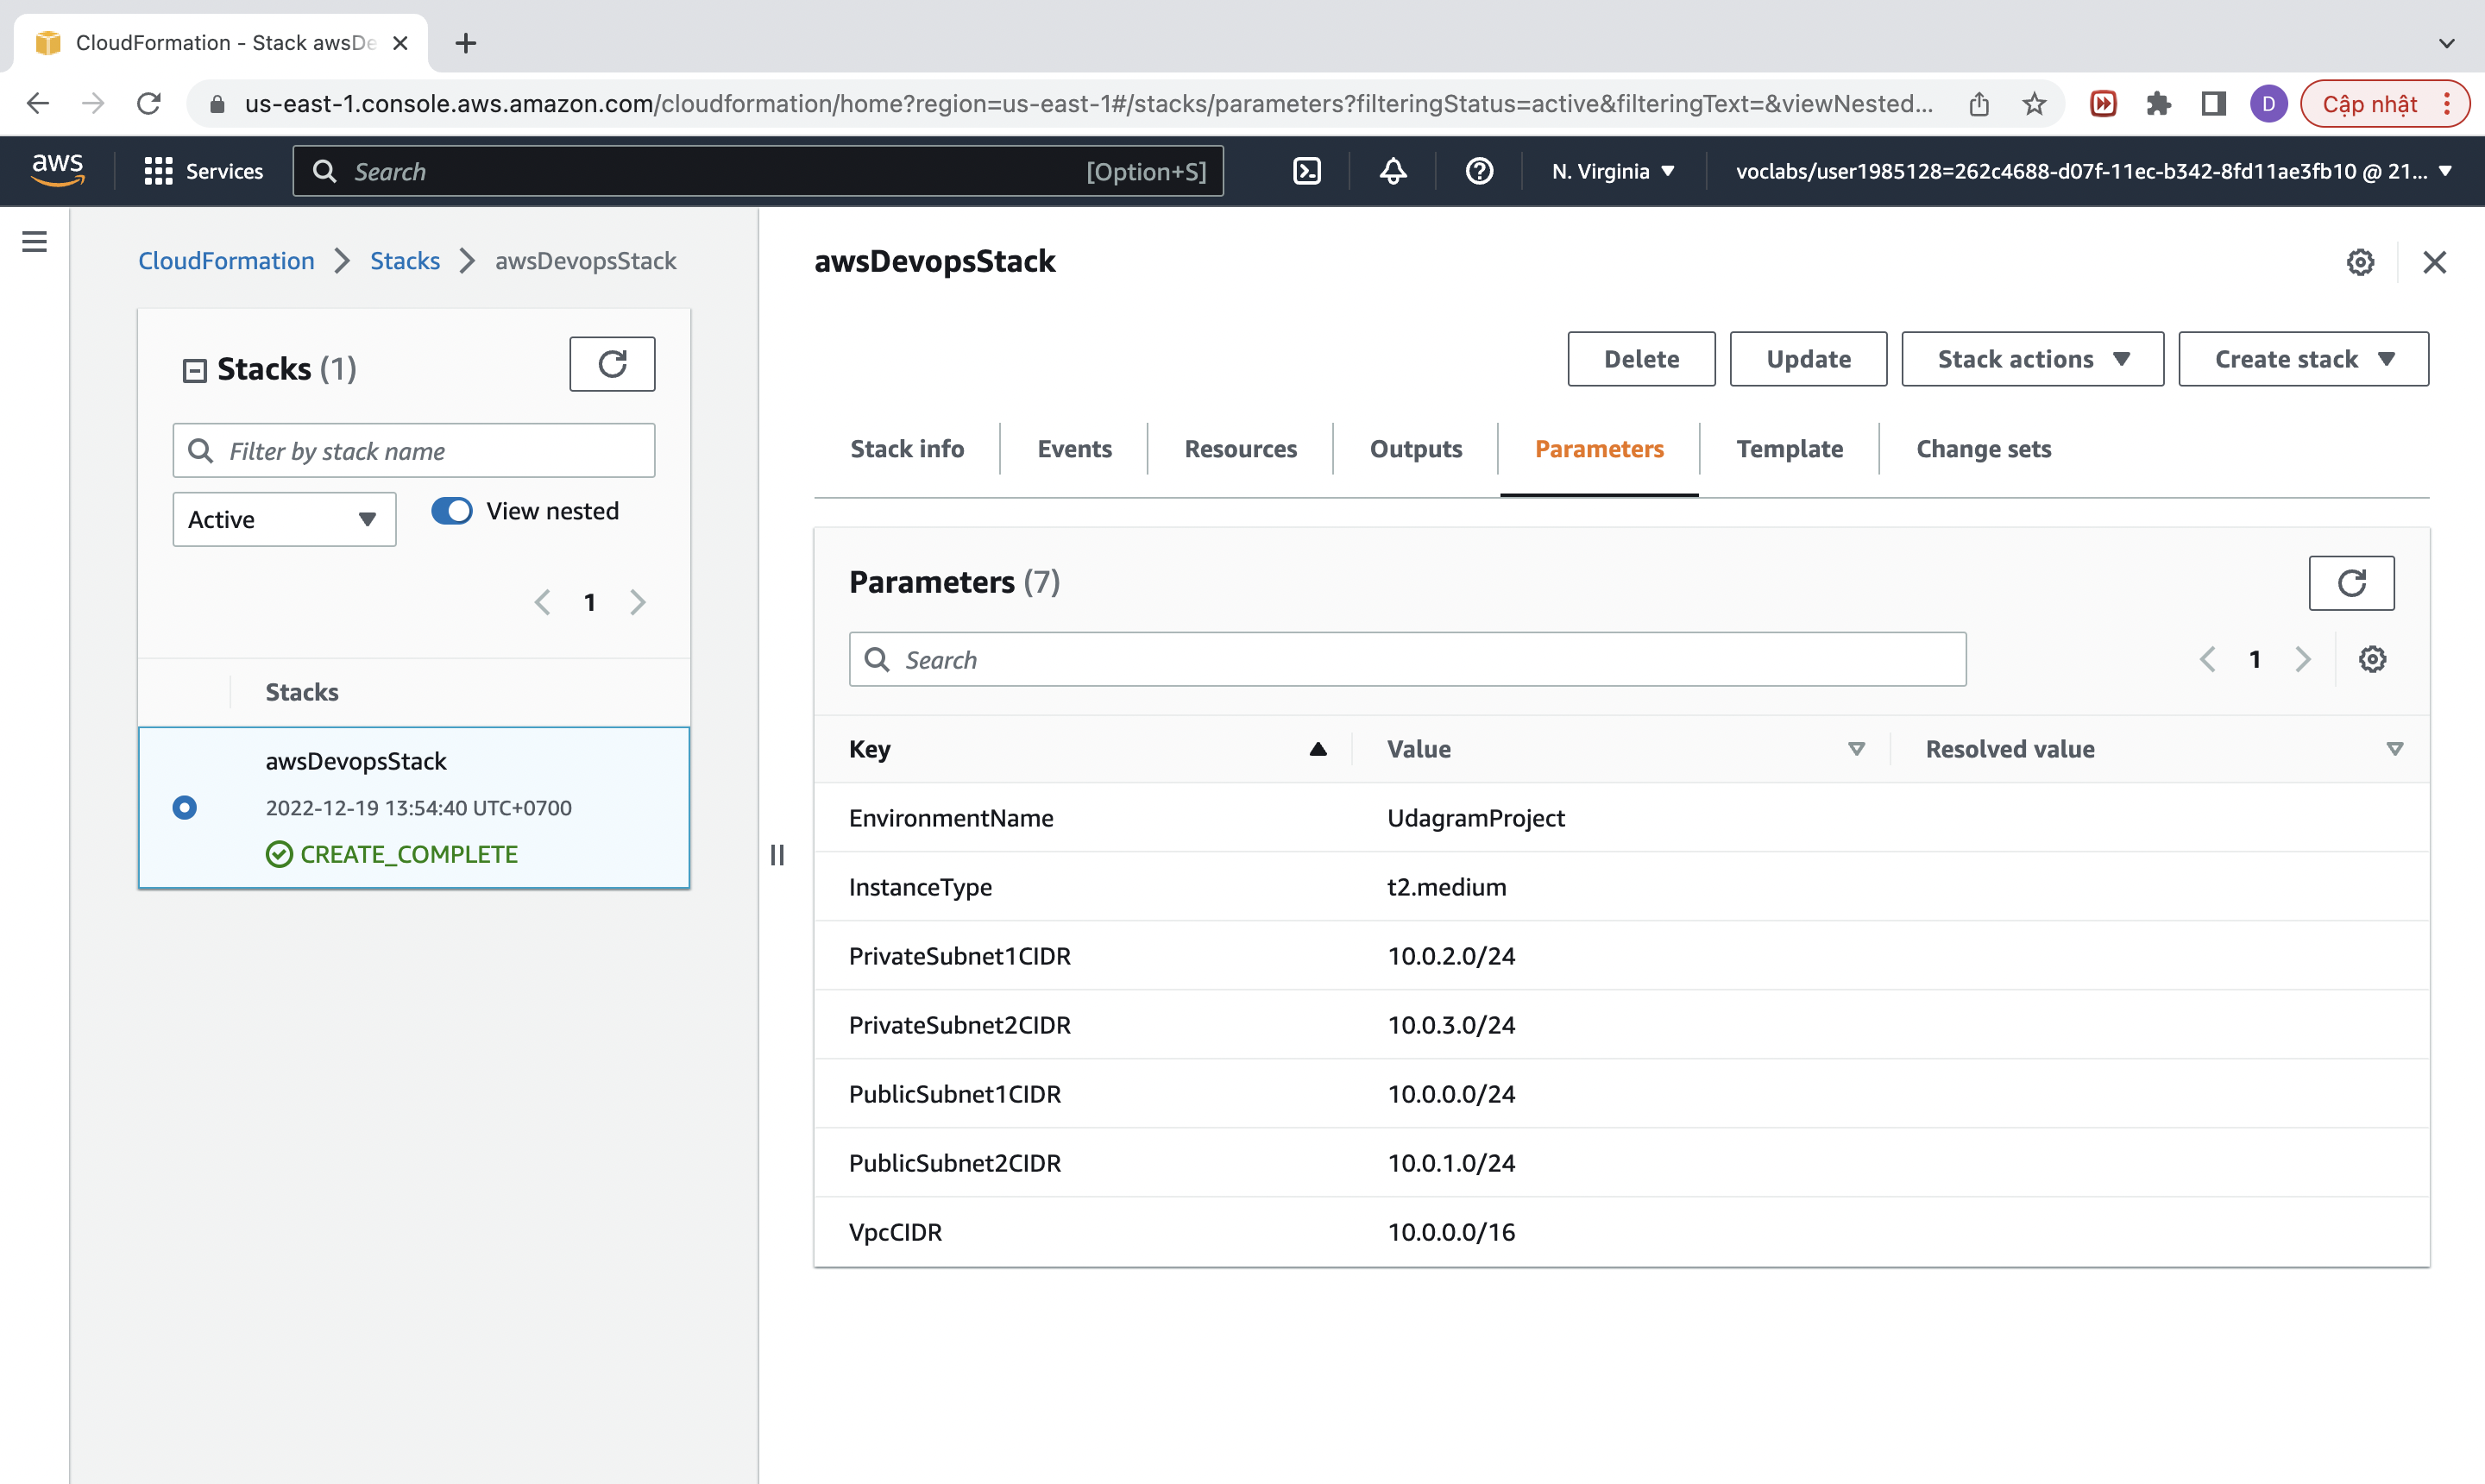 CloudFormation - Stack awsDe
us-east-1.console.aws.amazon.com/cloudformation/home?region=us-east-1#/stacks/parameters?filteringStatus=active&filteringText=&viewNested...
D
Cập nhật
aws
Services
Search
[Option+S]
N. Virginia
voclabs/user1985128=262c4688-d07f-11ec-b342-8fd11ae3fb10 @ 21...
CloudFormation
Stacks
awsDevopsStack
Stacks (1)
Filter by stack name
Active
View nested
1
Stacks
awsDevopsStack
2022-12-19 13:54:40 UTC+0700
CREATE_COMPLETE
awsDevopsStack
Delete
Update
Stack actions
Create stack
Stack info
Events
Resources
Outputs
Parameters
Template
Change sets
Parameters (7)
Search
1
Key Value Resolved value
EnvironmentName UdagramProject
InstanceType t2.medium
PrivateSubnet1CIDR 10.0.2.0/24
PrivateSubnet2CIDR 10.0.3.0/24
PublicSubnet1CIDR 10.0.0.0/24
PublicSubnet2CIDR 10.0.1.0/24
VpcCIDR 10.0.0.0/16